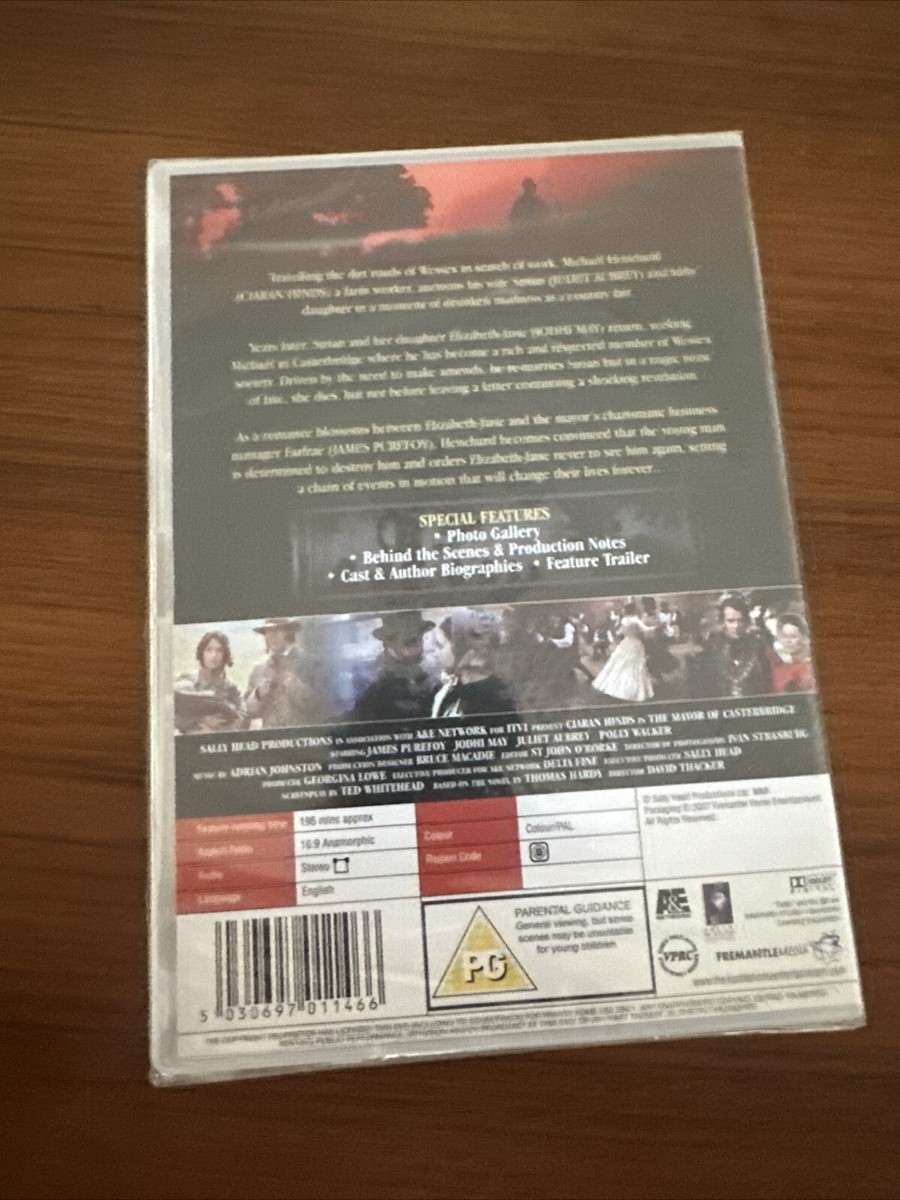 Travelling the dirt roads of Wessex in search of work, Michael Henchard
(CIARAN HINDS) a farm worker, auctions his wife Susan (JULIET AUBREY) and baby
daughter in a moment of drunken madness at a country fair.
Years later, Susan and her daughter Elizabeth-Jane (JODHI MAY) return, seeking
Michael in Casterbridge where he has become a rich and respected member of Wessex
society. Driven by the need to make amends, he re-marries Susan but in a tragic twist
of fate, she dies, but not before leaving a letter containing a shocking revelation.
As a romance blossoms between Elizabeth-Jane and the mayor's charismatic business
manager Farfrae (JAMES PUREFOY), Henchard becomes convinced that the young man
is determined to destroy him and orders Elizabeth-Jane never to see him again, setting
a chain of events in motion that will change their lives forever...
SPECIAL FEATURES
• Photo Gallery
• Behind the Scenes & Production Notes
• Cast & Author Biographies • Feature Trailer
SALLY HEAD PRODUCTIONS IN ASSOCIATION WITH A&E NETWORK FOR ITV1 PRESENT CIARAN HINDS IN THE MAYOR OF CASTERBRIDGE
STARRING JAMES PUREFOY JODHI MAY JULIET AUBREY POLLY WALKER
MUSIC BY ADRIAN JOHNSTON PRODUCTION DESIGNER BRUCE MACADIE EDITOR ST JOHN O'RORKE DIRECTOR OF PHOTOGRAPHY IVAN STRASBURG
PRODUCER GEORGINA LOWE EXECUTIVE PRODUCER FOR A&E NETWORK DELIA FINE EXECUTIVE PRODUCER SALLY HEAD
SCREENPLAY BY TED WHITEHEAD BASED ON THE NOVEL BY THOMAS HARDY DIRECTOR DAVID THACKER
Feature running time 196 mins approx
Aspect Ratio 16:9 Anamorphic
Audio Stereo
Language English
Colour Colour/PAL
Region Code
© Sally Head Productions Ltd.
Packaging © 2007 Fremantle Home Entertainment.
All Rights Reserved.
PG
PARENTAL GUIDANCE
General viewing, but some
scenes may be unsuitable
for young children
A&E
DOLBY
DIGITAL
VPRC
FREMANTLEMEDIA
5 030697 011466